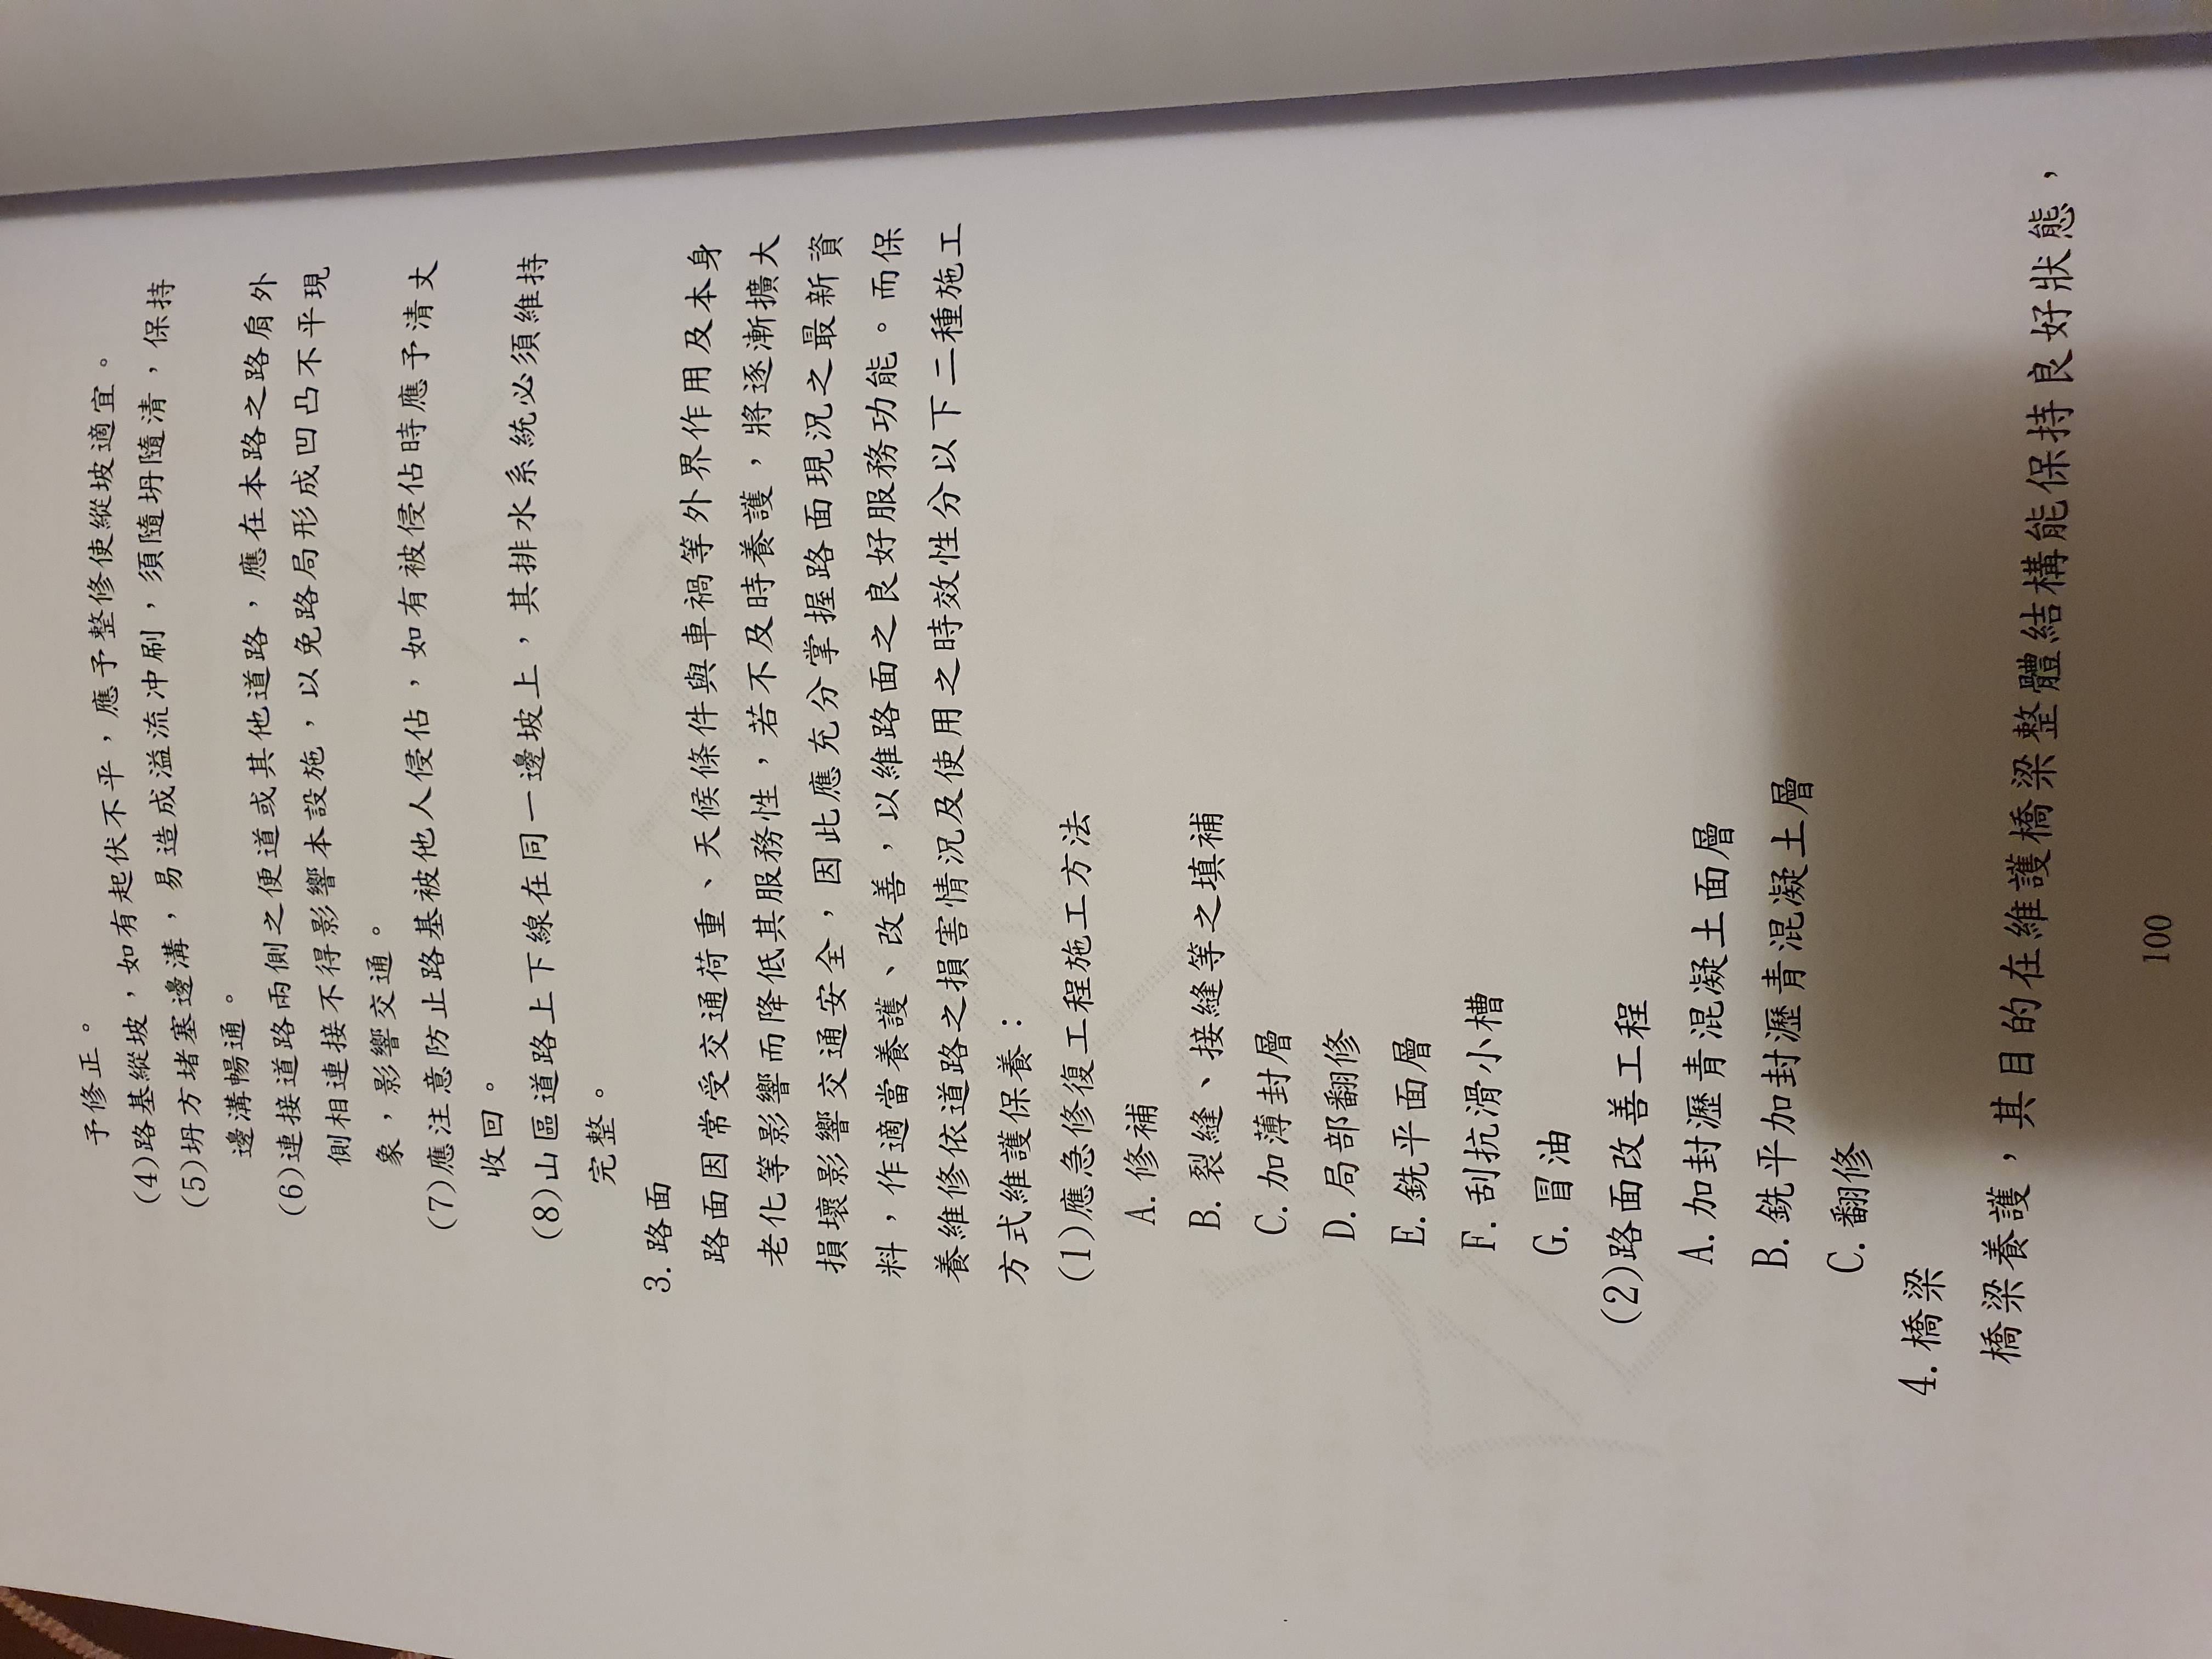 予修正。
(4)路基縱坡，如有起伏不平，應予整修使縱坡適宜。
(5)坍方堵塞邊溝，易造成溢流冲刷，須隨坍隨清，保持
邊溝暢通。
(6)連接道路兩側之便道或其他道路，應在本路之路肩外
側相連接不得影響本設施，以免路局形成凹凸不平現
象，影響交通。
(7)應注意防止路基被他人侵佔，如有被侵佔時應予清丈
收回。
(8)山區道路上下線在同一邊坡上，其排水系統必須維持
完整。
3. 路面
路面因常受交通荷重、天候條件與車禍等外界作用及本身
老化等影響而降低其服務性，若不及時養護，將逐漸擴大
損壞影響交通安全，因此應充分掌握路面現況之最新資
料，作適當養護、改善，以維路面之良好服務功能。而保
養維修依道路之損害情況及使用之時效性分以下二種施工
方式維護保養：
(1)應急修復工程施工方法
A. 修補
B. 裂縫、接縫等之填補
C. 加薄封層
D. 局部翻修
E. 銑平面層
F. 刮抗滑小槽
G. 冒油
(2)路面改善工程
A. 加封瀝青混凝土面層
B. 銑平加封瀝青混凝土層
C. 翻修
4. 橋梁
橋梁養護，其目的在維護橋梁整體結構能保持良好狀態，
100